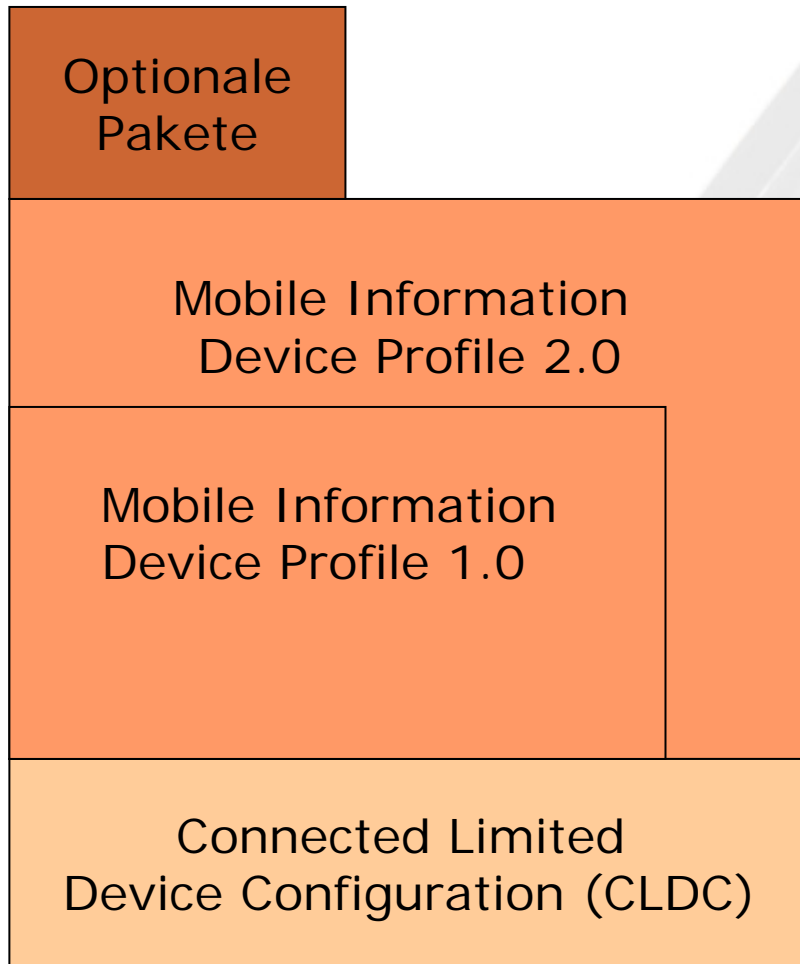 Optionale
Pakete
Mobile Information
Device Profile 2.0
Mobile Information
Device Profile 1.0
Connected Limited
Device Configuration (CLDC)